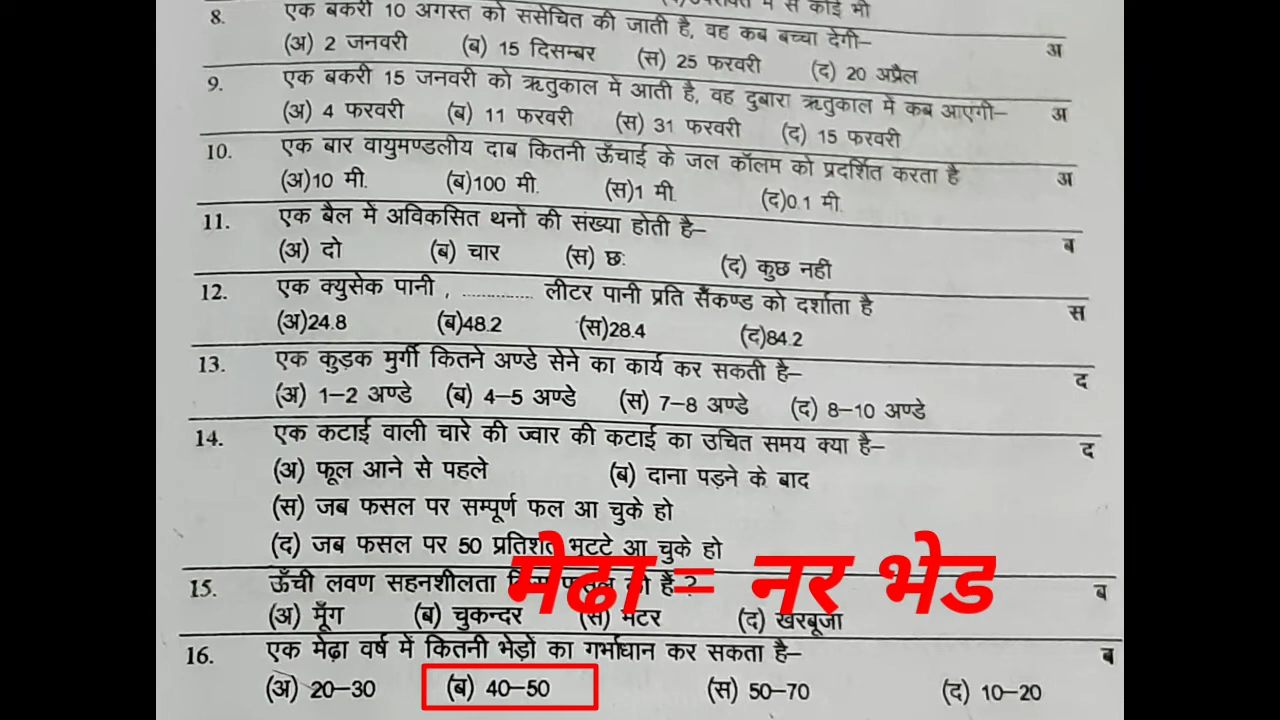 से कोई भी
8. एक बकरी 10 अगस्त को ससेचित की जाती है, वह कब बच्चा देगी– अ
(अ) 2 जनवरी (ब) 15 दिसम्बर (स) 25 फरवरी (द) 20 अप्रैल
9. एक बकरी 15 जनवरी को ऋतुकाल में आती है, वह दुबारा ऋतुकाल में कब आएंगी– अ
(अ) 4 फरवरी (ब) 11 फरवरी (स) 31 फरवरी (द) 15 फरवरी
10. एक बार वायुमण्डलीय दाब कितनी ऊँचाई के जल कॉलम को प्रदर्शित करता है अ
(अ)10 मी. (ब)100 मी. (स)1 मी. (द)0.1 मी.
11. एक बैल में अविकसित थनों की संख्या होती है– ब
(अ) दो (ब) चार (स) छः (द) कुछ नही
12. एक क्युसेक पानी , .............. लीटर पानी प्रति सैंकण्ड को दर्शाता है स
(अ)24.8 (ब)48.2 (स)28.4 (द)84.2
13. एक कुड़क मुर्गी कितने अण्डे सेने का कार्य कर सकती है– द
(अ) 1–2 अण्डे (ब) 4–5 अण्डे (स) 7–8 अण्डे (द) 8–10 अण्डे
14. एक कटाई वाली चारे की ज्वार की कटाई का उचित समय क्या है– द
(अ) फूल आने से पहले (ब) दाना पड़ने के बाद
(स) जब फसल पर सम्पूर्ण फल आ चुके हो
(द) जब फसल पर 50 प्रतिशत भुटटे आ चुके हो
मेढा = नर भेड
15. ऊँची लवण सहनशीलता की हैं ? ब
(अ) मूँग (ब) चुकन्दर (स) मटर (द) खरबूजा
16. एक मेढ़ा वर्ष में कितनी भेड़ों का गर्भाधान कर सकता है– ब
(अ) 20–30 (ब) 40–50 (स) 50–70 (द) 10–20